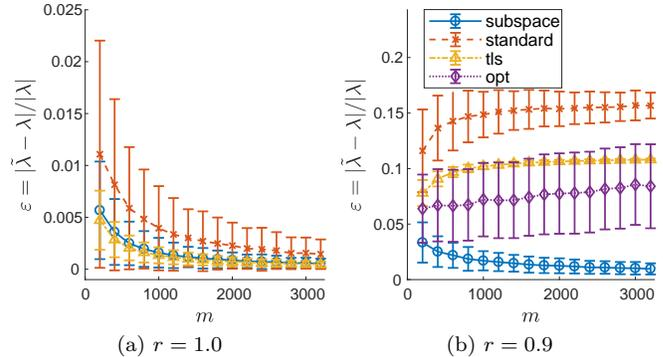 0.025
0.02
0.015
0.01
0.005
0
ε = |λ̃ − λ|/|λ|
0 1000 2000 3000
m
(a) r = 1.0
subspace
standard
tls
opt
0.2
0.15
0.1
0.05
0
ε = |λ̃ − λ|/|λ|
0 1000 2000 3000
m
(b) r = 0.9